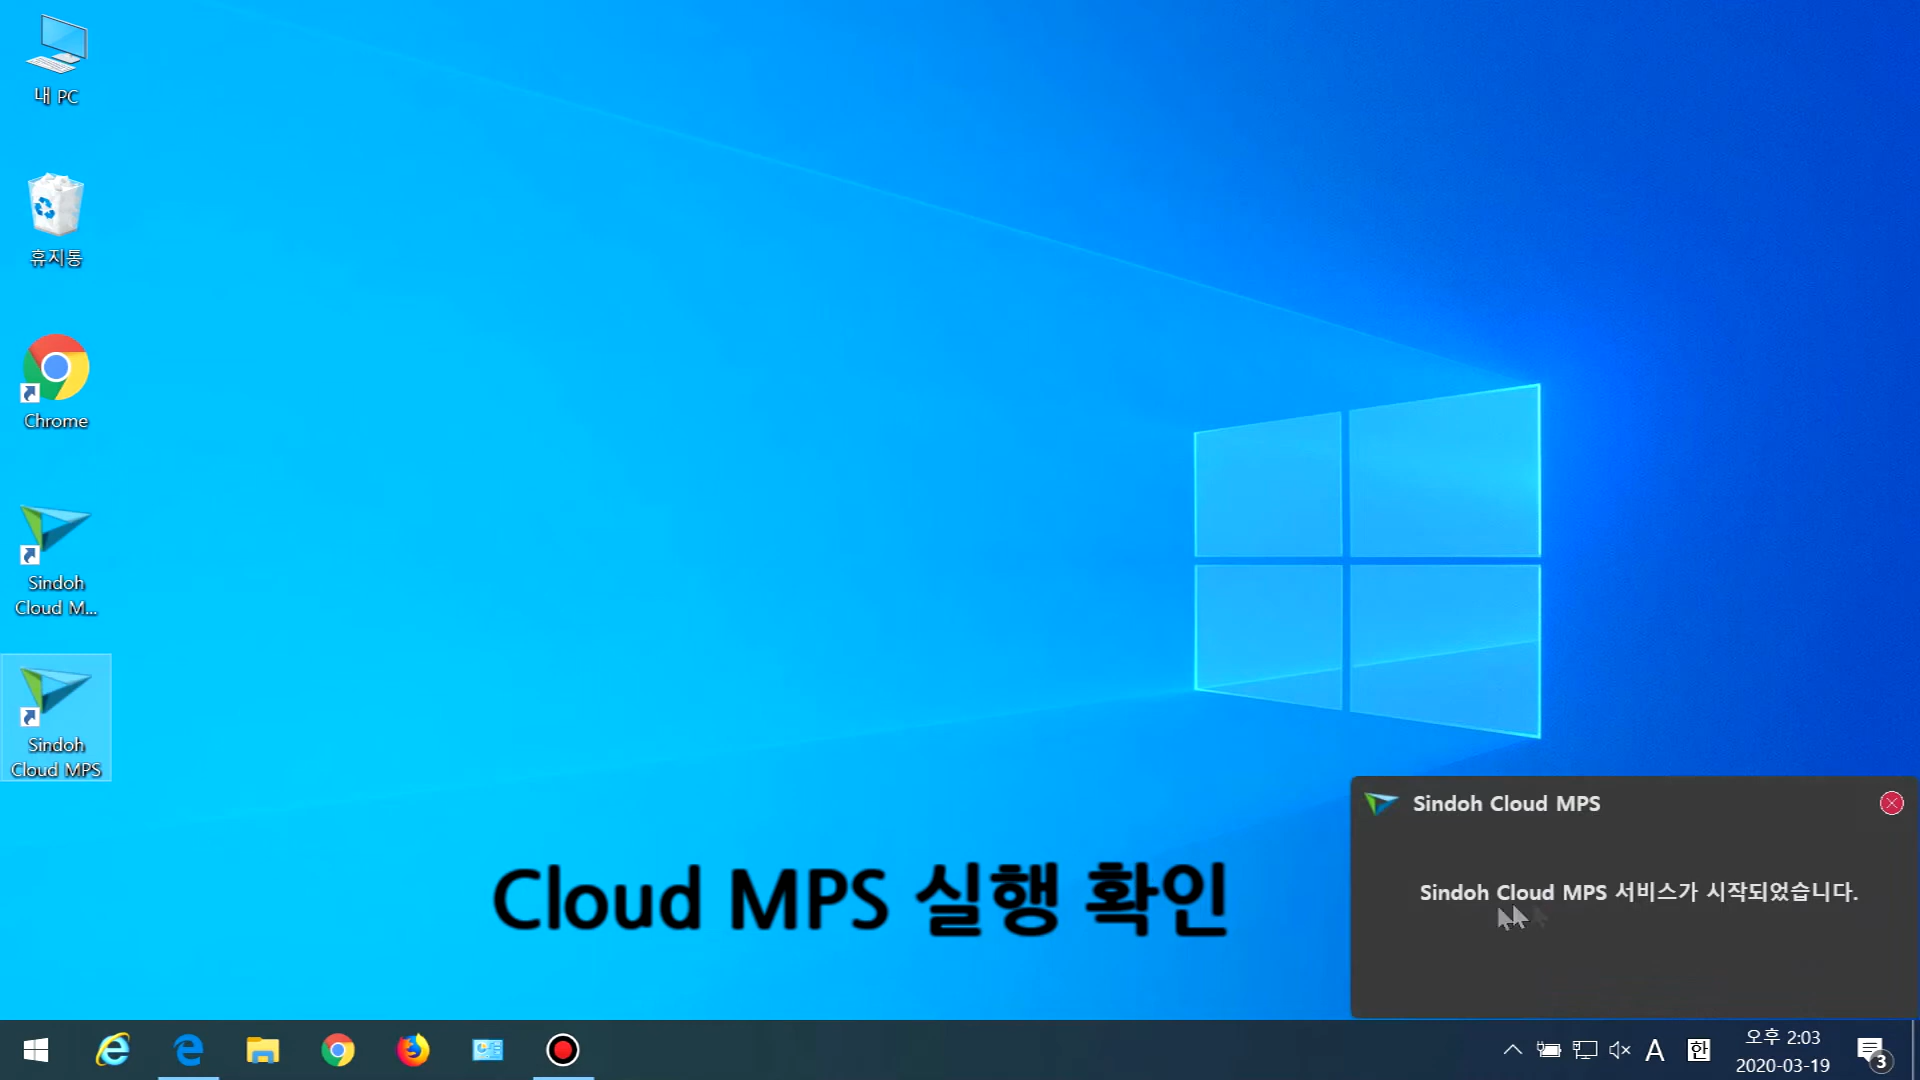 내 PC
휴지통
Chrome
Sindoh
Cloud M...
Sindoh
Cloud MPS
Cloud MPS 실행 확인
Sindoh Cloud MPS
Sindoh Cloud MPS 서비스가 시작되었습니다.
A
한
오후 2:03
2020-03-19
3